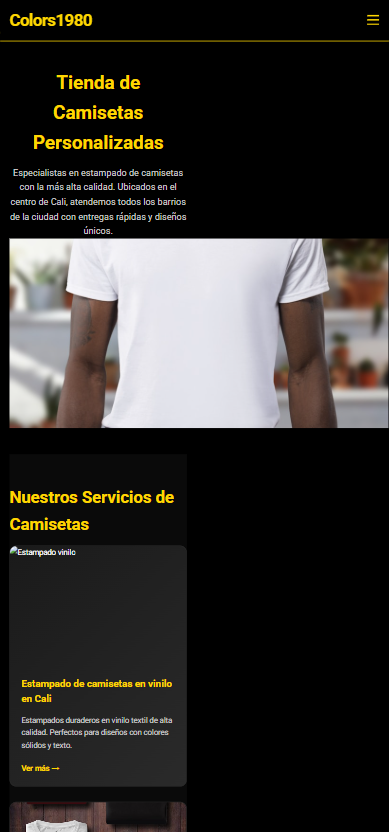 Colors1980
Tienda de
Camisetas
Personalizadas
Especialistas en estampado de camisetas
con la más alta calidad. Ubicados en el
centro de Cali, atendemos todos los barrios
de la ciudad con entregas rápidas y diseños
únicos.
Nuestros Servicios de
Camisetas
Estampado vinilo
Estampado de camisetas en vinilo
en Cali
Estampados duraderos en vinilo textil de alta
calidad. Perfectos para diseños con colores
sólidos y texto.
Ver más →